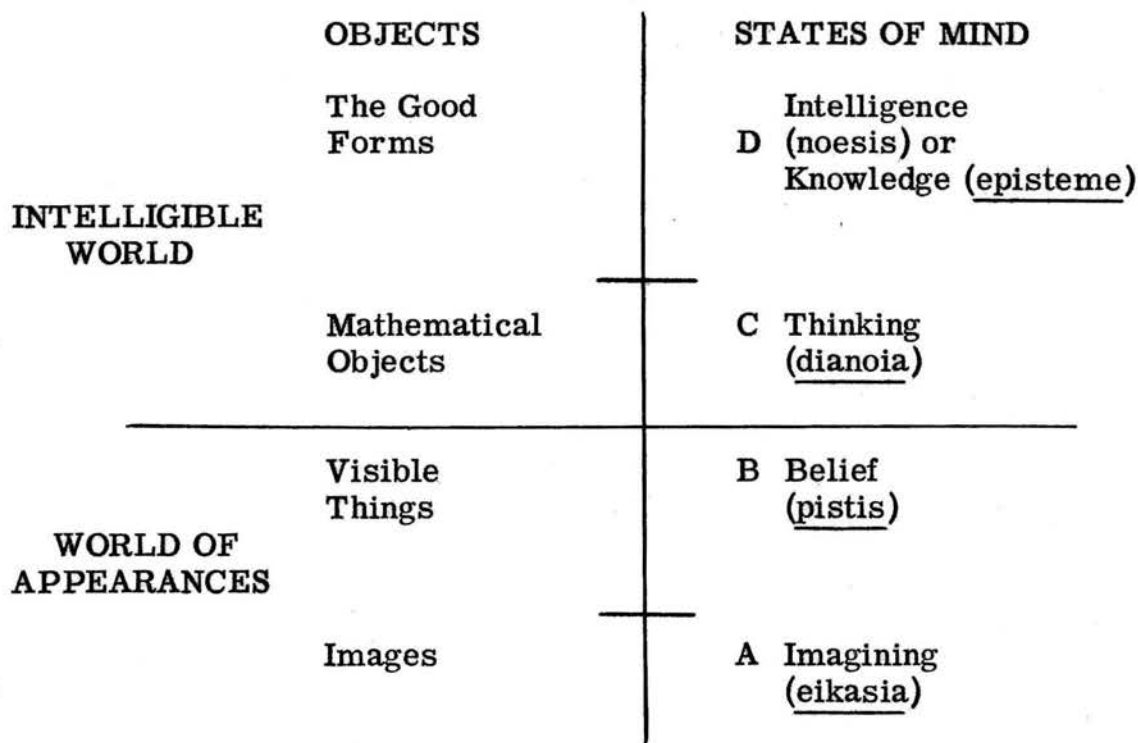 OBJECTS
STATES OF MIND
The Good
Forms
Intelligence
D (noesis) or
Knowledge (episteme)
INTELLIGIBLE
WORLD
Mathematical
Objects
C Thinking
(dianoia)
Visible
Things
B Belief
(pistis)
WORLD OF
APPEARANCES
Images
A Imagining
(eikasia)